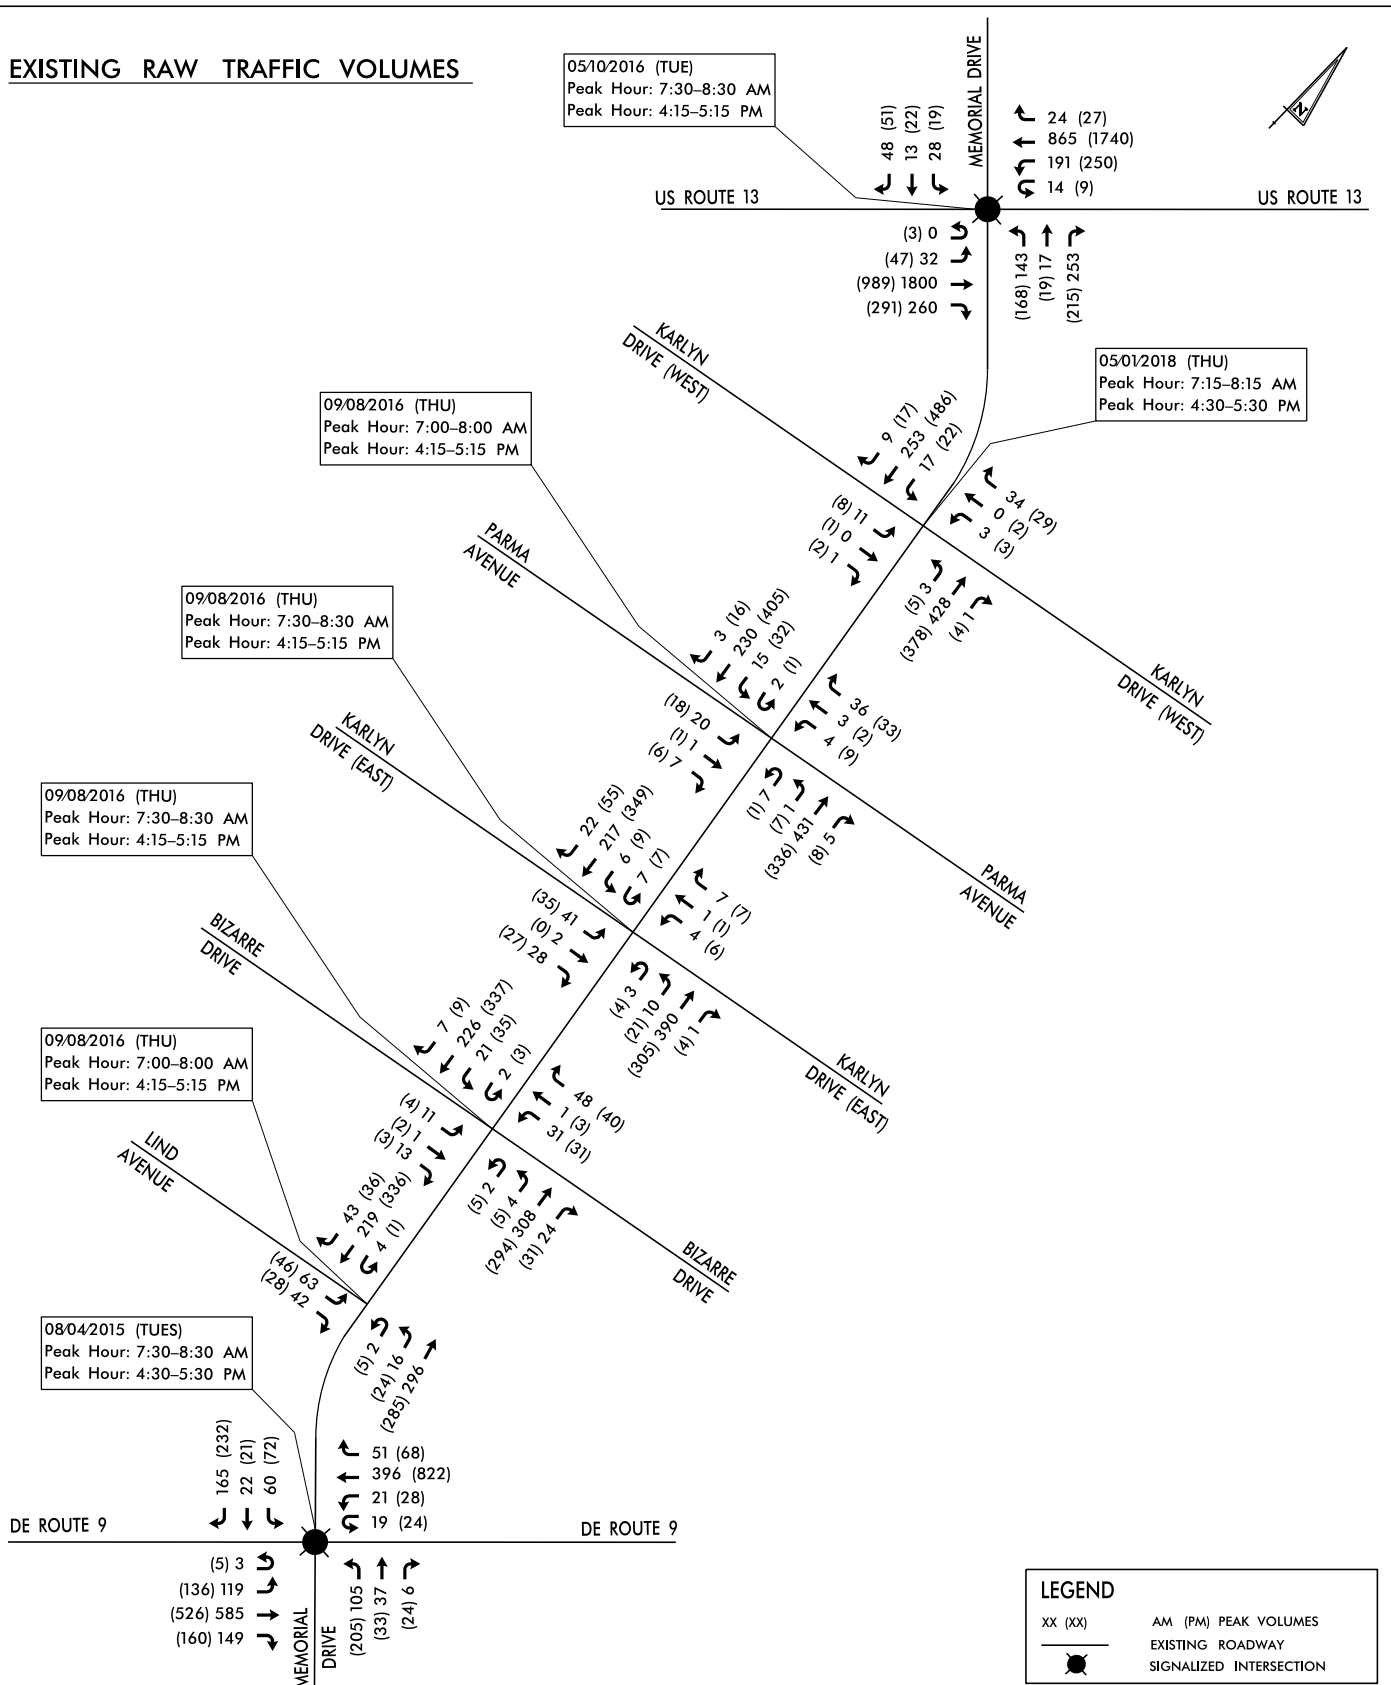 EXISTING RAW TRAFFIC VOLUMES
05/10/2016 (TUE)
Peak Hour: 7:30–8:30 AM
Peak Hour: 4:15–5:15 PM
MEMORIAL DRIVE
N
48 (51)
13 (22)
28 (19)
24 (27)
865 (1740)
191 (250)
14 (9)
US ROUTE 13
US ROUTE 13
(3) 0
(47) 32
(989) 1800
(291) 260
(168) 143
(19) 17
(215) 253
KARLYN
DRIVE (WEST)
05/01/2018 (THU)
Peak Hour: 7:15–8:15 AM
Peak Hour: 4:30–5:30 PM
9 (17)
253 (486)
17 (22)
34 (29)
0 (2)
3 (3)
(8) 11
(1) 0
(2) 1
(5) 3
(378) 428
(4) 1
KARLYN
DRIVE (WEST)
09/08/2016 (THU)
Peak Hour: 7:00–8:00 AM
Peak Hour: 4:15–5:15 PM
PARMA
AVENUE
3 (16)
230 (405)
15 (32)
2 (1)
36 (33)
3 (2)
4 (9)
(18) 20
(1) 1
(6) 7
(1) 7
(7) 1
(336) 431
(8) 5
PARMA
AVENUE
09/08/2016 (THU)
Peak Hour: 7:30–8:30 AM
Peak Hour: 4:15–5:15 PM
KARLYN
DRIVE (EAST)
22 (55)
217 (349)
6 (9)
7 (7)
7 (7)
1 (1)
4 (6)
(35) 41
(0) 2
(27) 28
(4) 3
(21) 10
(305) 390
(4) 1
KARLYN
DRIVE (EAST)
09/08/2016 (THU)
Peak Hour: 7:30–8:30 AM
Peak Hour: 4:15–5:15 PM
BIZARRE
DRIVE
7 (9)
226 (337)
21 (35)
2 (3)
48 (40)
1 (3)
31 (31)
(4) 11
(2) 1
(3) 13
(5) 2
(5) 4
(294) 308
(31) 24
BIZARRE
DRIVE
09/08/2016 (THU)
Peak Hour: 7:00–8:00 AM
Peak Hour: 4:15–5:15 PM
LIND
AVENUE
43 (36)
219 (336)
4 (1)
(46) 63
(28) 42
(5) 2
(24) 16
(285) 296
08/04/2015 (TUES)
Peak Hour: 7:30–8:30 AM
Peak Hour: 4:30–5:30 PM
165 (232)
22 (21)
60 (72)
51 (68)
396 (822)
21 (28)
19 (24)
DE ROUTE 9
DE ROUTE 9
(5) 3
(136) 119
(526) 585
(160) 149
(205) 105
(33) 37
(24) 6
MEMORIAL
DRIVE
LEGEND
XX (XX) AM (PM) PEAK VOLUMES
EXISTING ROADWAY
SIGNALIZED INTERSECTION